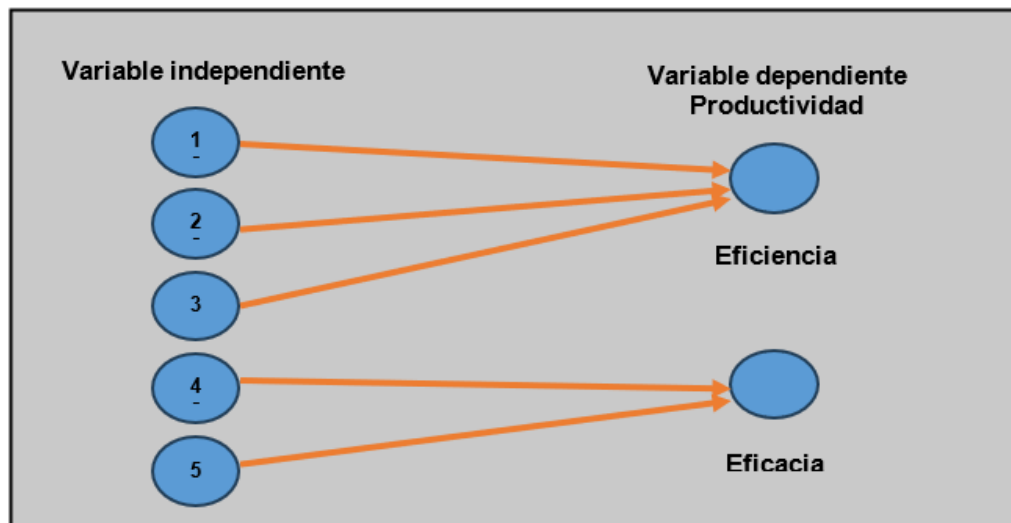 Variable independiente
Variable dependiente
Productividad
1
2
3
4
5
Eficiencia
Eficacia